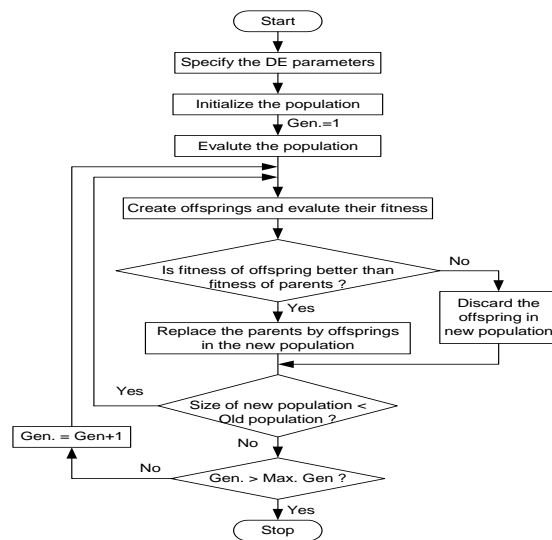 Start
Specify the DE parameters
Initialize the population
Gen.=1
Evalute the population
Create offsprings and evalute their fitness
Is fitness of offspring better than
fitness of parents ?
No
Yes
Discard the
offspring in
new population
Replace the parents by offsprings
in the new population
Yes
Size of new population <
Old population ?
No
Gen. = Gen+1
No
Gen. > Max. Gen ?
Yes
Stop